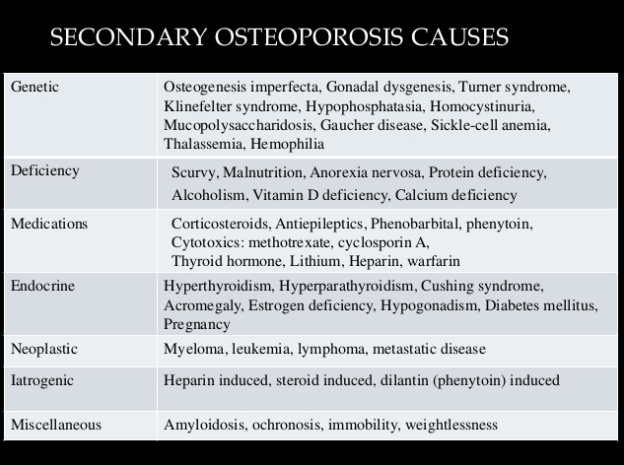 SECONDARY OSTEOPOROSIS CAUSES
Genetic
Osteogenesis imperfecta, Gonadal dysgenesis, Turner syndrome,
Klinefelter syndrome, Hypophosphatasia, Homocystinuria,
Mucopolysaccharidosis, Gaucher disease, Sickle-cell anemia,
Thalassemia, Hemophilia
Deficiency
Scurvy, Malnutrition, Anorexia nervosa, Protein deficiency,
Alcoholism, Vitamin D deficiency, Calcium deficiency
Medications
Corticosteroids, Antiepileptics, Phenobarbital, phenytoin,
Cytotoxics: methotrexate, cyclosporin A,
Thyroid hormone, Lithium, Heparin, warfarin
Endocrine
Hyperthyroidism, Hyperparathyroidism, Cushing syndrome,
Acromegaly, Estrogen deficiency, Hypogonadism, Diabetes mellitus,
Pregnancy
Neoplastic
Myeloma, leukemia, lymphoma, metastatic disease
Iatrogenic
Heparin induced, steroid induced, dilantin (phenytoin) induced
Miscellaneous
Amyloidosis, ochronosis, immobility, weightlessness